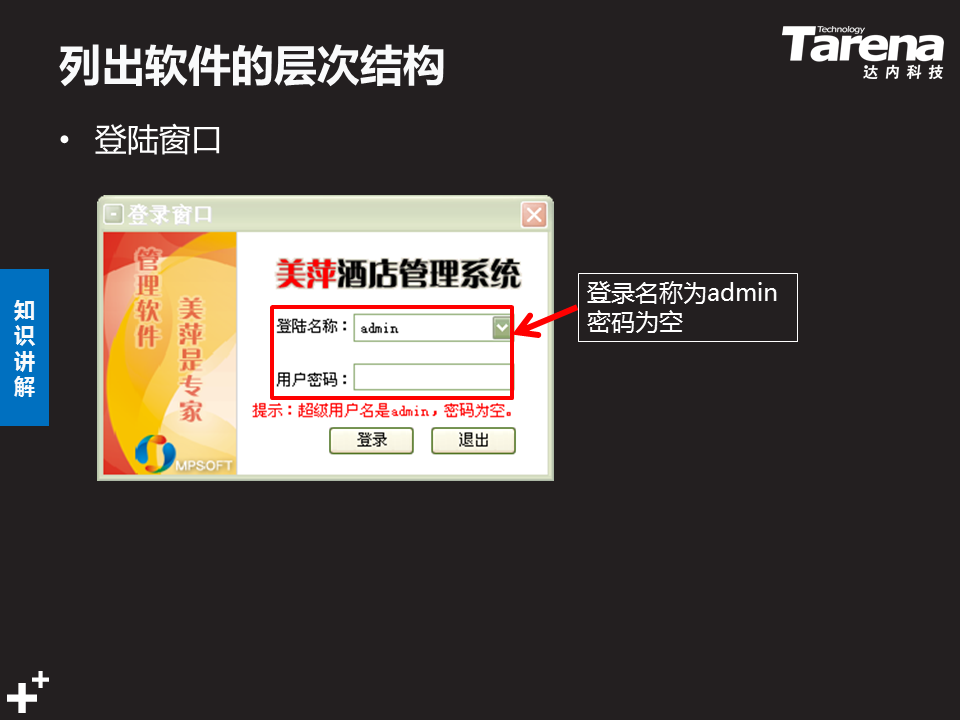 Technology
Tarena
达内科技
列出软件的层次结构
• 登陆窗口
知识讲解
登录窗口
管理软件
美萍是专家
MPSOFT
美萍酒店管理系统
登陆名称：admin
用户密码：
提示：超级用户名是admin，密码为空。
登录 退出
登录名称为admin
密码为空